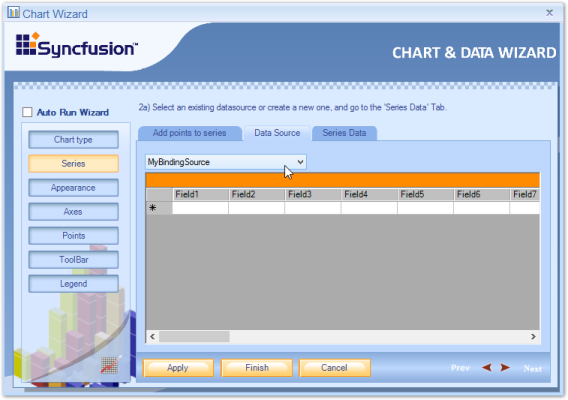 Chart Wizard
x
Syncfusion™
CHART & DATA WIZARD
Auto Run Wizard
2a) Select an existing datasource or create a new one, and go to the 'Series Data' Tab.
Chart type
Series
Appearance
Axes
Points
ToolBar
Legend
Add points to series
Data Source
Series Data
MyBindingSource
Field1 Field2 Field3 Field4 Field5 Field6 Field7
*
Apply
Finish
Cancel
Prev
Next